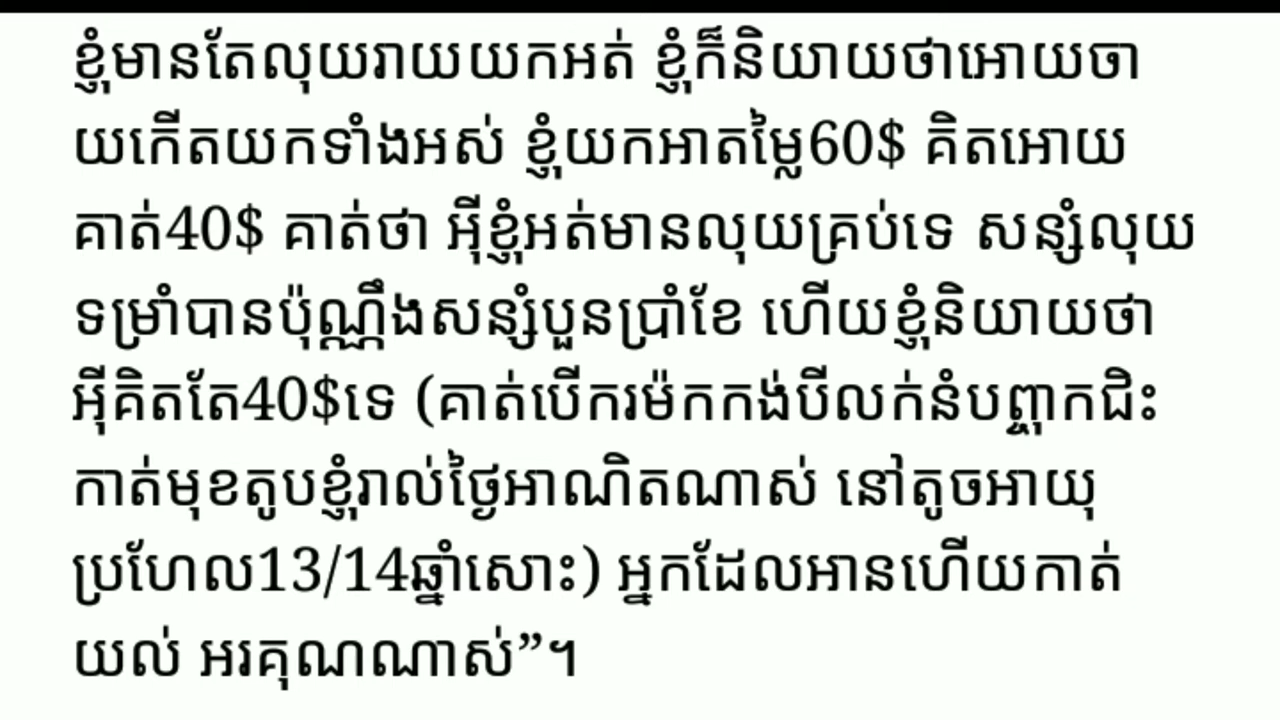 ខ្ញុំមានតែលុយរាយយកអត់ ខ្ញុំក៏និយាយថាអោយចា
យកើតយកទាំងអស់ ខ្ញុំយកអាតម្លៃ60$ គិតអោយ
គាត់40$ គាត់ថា អ៊ីខ្ញុំអត់មានលុយគ្រប់ទេ សន្សំលុយ
ទម្រាំបានប៉ុណ្ណឹងសន្សំបួនប្រាំខែ ហើយខ្ញុំនិយាយថា
អ៊ីគិតតែ40$ទេ (គាត់បើករម៉កកង់បីលក់នំបព្ចាុកជិះ
កាត់មុខតូបខ្ញុំរាល់ថ្ងៃអាណិតណាស់ នៅតូចអាយុ
ប្រហែល13/14ឆ្នាំសោះ) អ្នកដែលអានហើយកាត់
យល់ អរគុណណាស់”។